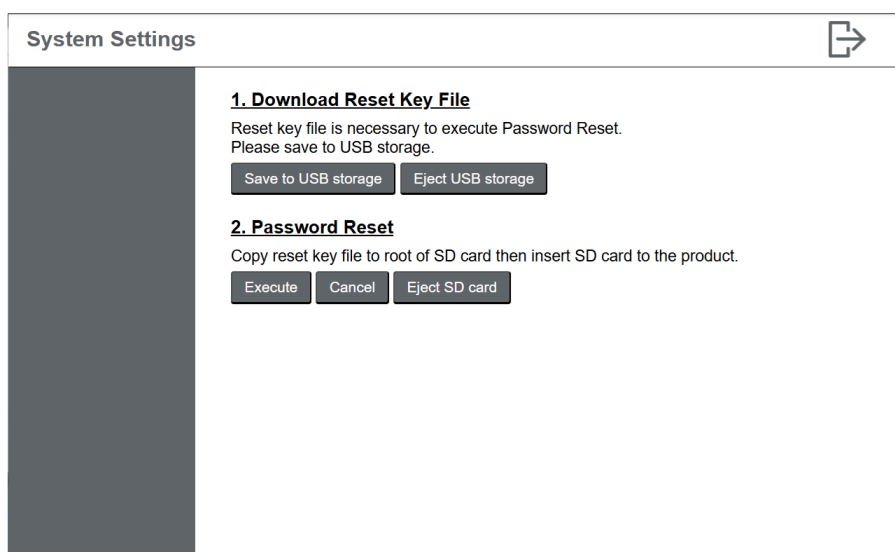 System Settings
1. Download Reset Key File
Reset key file is necessary to execute Password Reset.
Please save to USB storage.
Save to USB storage Eject USB storage
2. Password Reset
Copy reset key file to root of SD card then insert SD card to the product.
Execute Cancel Eject SD card